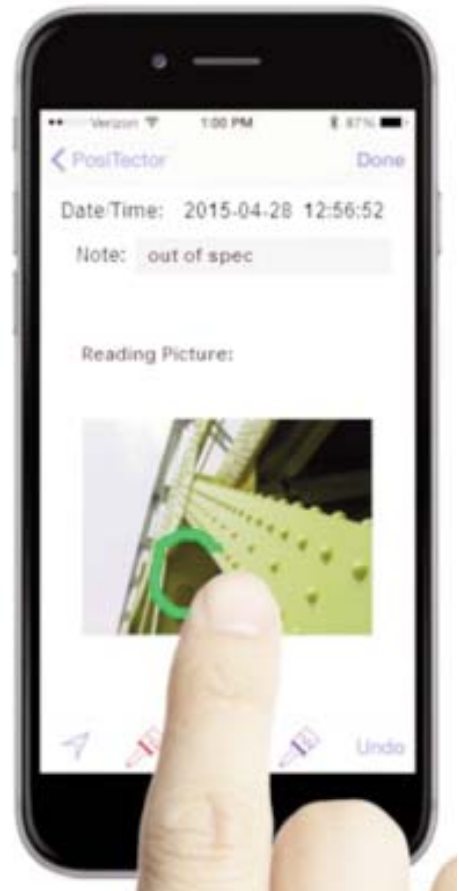 Verizon 1:00 PM 87%
PosiTector Done
Date/Time: 2015-04-28 12:56:52
Note: out of spec
Reading Picture:
Undo